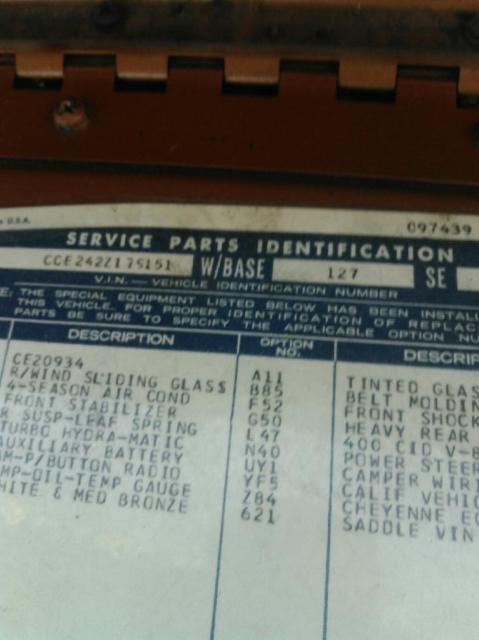 U.S.A.
097439
SERVICE PARTS IDENTIFICATION
W/BASE 127 SE
V.I.N. — VEHICLE IDENTIFICATION NUMBER
E: THE SPECIAL EQUIPMENT LISTED BELOW HAS BEEN INSTAL
THIS VEHICLE. FOR PROPER IDENTIFICATION OF REPLAC
PARTS BE SURE TO SPECIFY THE APPLICABLE OPTION NU
DESCRIPTION
OPTION
NO.
DESCRIP
CE20934
R/WIND SLIDING GLASS A11 TINTED GLAS
4-SEASON AIR COND B85 BELT MOLDIN
FRONT STABILIZER F52 FRONT SHOCK
R SUSP-LEAF SPRING G50 HEAVY REAR
TURBO HYDRA-MATIC L47 400 CID V-8
AUXILIARY BATTERY N40 POWER STEER
AM-P/BUTTON RADIO UY1 CAMPER WIRI
MP-OIL-TEMP GAUGE YF5 CALIF VEHIC
HITE & MED BRONZE Z84 CHEYENNE EQ
621 SADDLE VIN